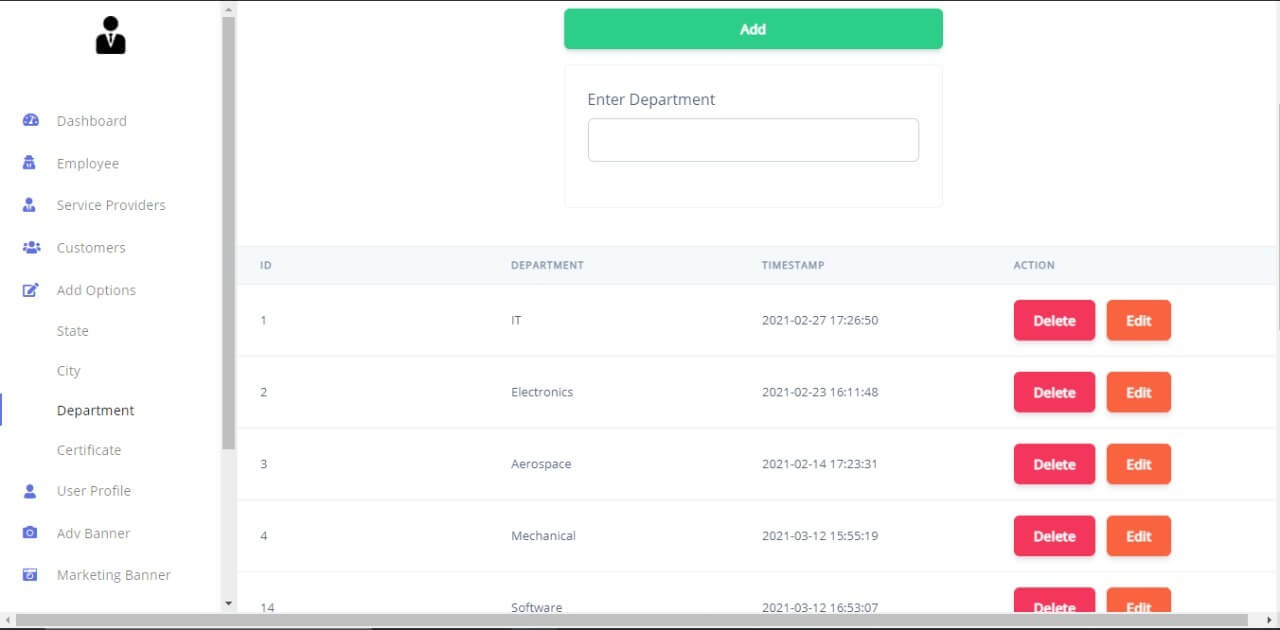 Add
Enter Department
Dashboard
Employee
Service Providers
Customers
Add Options
State
City
Department
Certificate
User Profile
Adv Banner
Marketing Banner
ID DEPARTMENT TIMESTAMP ACTION
1 IT 2021-02-27 17:26:50 Delete Edit
2 Electronics 2021-02-23 16:11:48 Delete Edit
3 Aerospace 2021-02-14 17:23:31 Delete Edit
4 Mechanical 2021-03-12 15:55:19 Delete Edit
14 Software 2021-03-12 16:53:07 Delete Edit